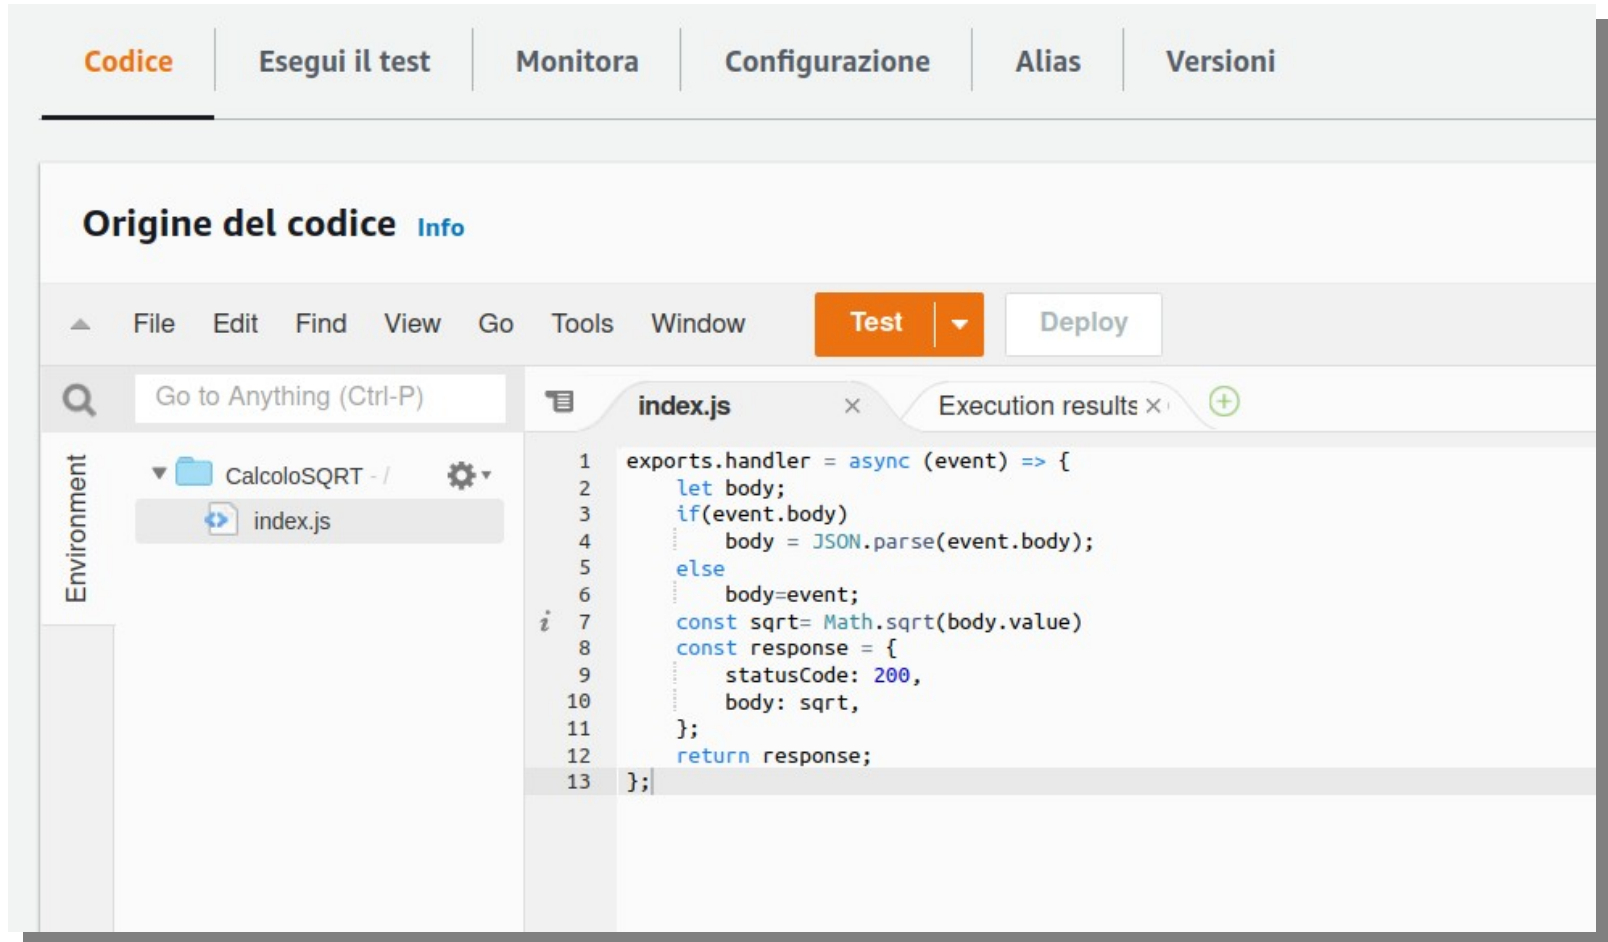 Codice Esegui il test Monitora Configurazione Alias Versioni
Origine del codice Info
File Edit Find View Go Tools Window Test Deploy
Go to Anything (Ctrl-P) index.js Execution results
Environment
CalcoloSQRT - /
index.js
1 exports.handler = async (event) => {
2     let body;
3     if(event.body)
4         body = JSON.parse(event.body);
5     else
6         body=event;
i 7     const sqrt= Math.sqrt(body.value)
8     const response = {
9         statusCode: 200,
10         body: sqrt,
11     };
12     return response;
13 };